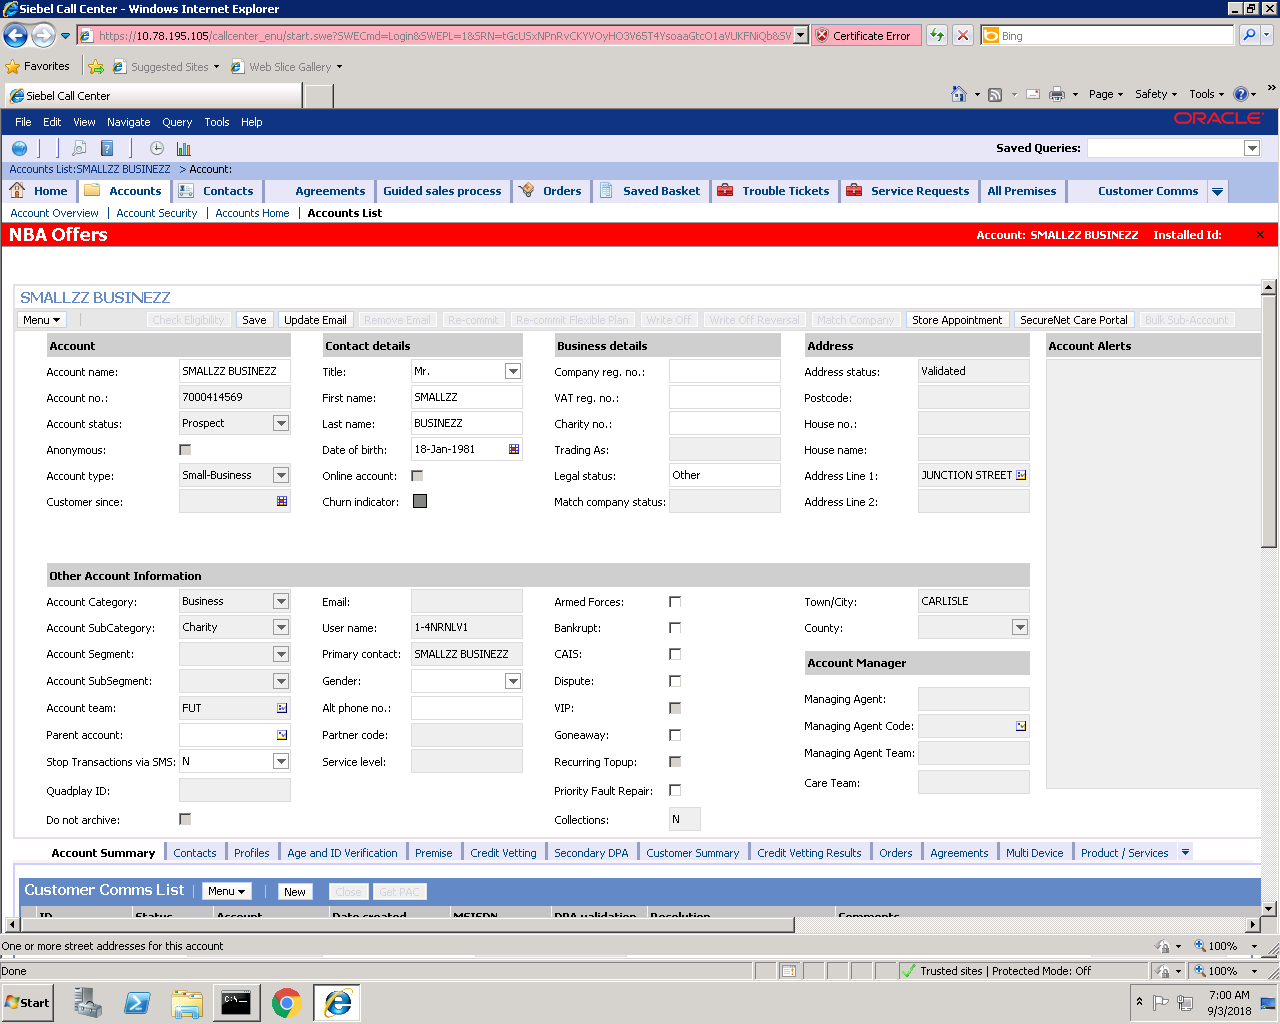 Siebel Call Center - Windows Internet Explorer
https://10.78.195.105/callcenter_enu/start.swe?SWECmd=Login&SWEPL=1&SRN=tGcUSxNPnRvCKYVOyHO3V65T4YsoaaGtcO1aVUKFNiQb&SV Certificate Error Bing
Favorites Suggested Sites Web Slice Gallery
Siebel Call Center Page Safety Tools »
File Edit View Navigate Query Tools Help ORACLE
Saved Queries:
Accounts List:SMALLZZ BUSINEZZ > Account:
Home Accounts Contacts Agreements Guided sales process Orders Saved Basket Trouble Tickets Service Requests All Premises Customer Comms
Account Overview | Account Security | Accounts Home | Accounts List
NBA Offers Account: SMALLZZ BUSINEZZ Installed Id: ×
SMALLZZ BUSINEZZ
Menu Check Eligibility Save Update Email Remove Email Re-commit Re-commit Flexible Plan Write Off Write Off Reversal Match Company Store Appointment SecureNet Care Portal Bulk Sub-Account
Account Contact details Business details Address Account Alerts
Account name: SMALLZZ BUSINEZZ Title: Mr. Company reg. no.: Address status: Validated
Account no.: 7000414569 First name: SMALLZZ VAT reg. no.: Postcode:
Account status: Prospect Last name: BUSINEZZ Charity no.: House no.:
Anonymous: Date of birth: 18-Jan-1981 Trading As: House name:
Account type: Small-Business Online account: Legal status: Other Address Line 1: JUNCTION STREET
Customer since: Churn indicator: Match company status: Address Line 2:
Other Account Information
Account Category: Business Email: Armed Forces: Town/City: CARLISLE
Account SubCategory: Charity User name: 1-4NRNLV1 Bankrupt: County:
Account Segment: Primary contact: SMALLZZ BUSINEZZ CAIS: Account Manager
Account SubSegment: Gender: Dispute:
Account team: FUT Alt phone no.: VIP: Managing Agent:
Parent account: Partner code: Goneaway: Managing Agent Code:
Stop Transactions via SMS: N Service level: Recurring Topup: Managing Agent Team:
Quadplay ID: Priority Fault Repair: Care Team:
Do not archive: Collections: N
Account Summary Contacts Profiles Age and ID Verification Premise Credit Vetting Secondary DPA Customer Summary Credit Vetting Results Orders Agreements Multi Device Product / Services
Customer Comms List Menu New Close Get PAC
ID Status Account Date created MSISDN DPA validation Resolution Comments
One or more street addresses for this account 100%
Done Trusted sites | Protected Mode: Off 100%
Start 7:00 AM
9/3/2018